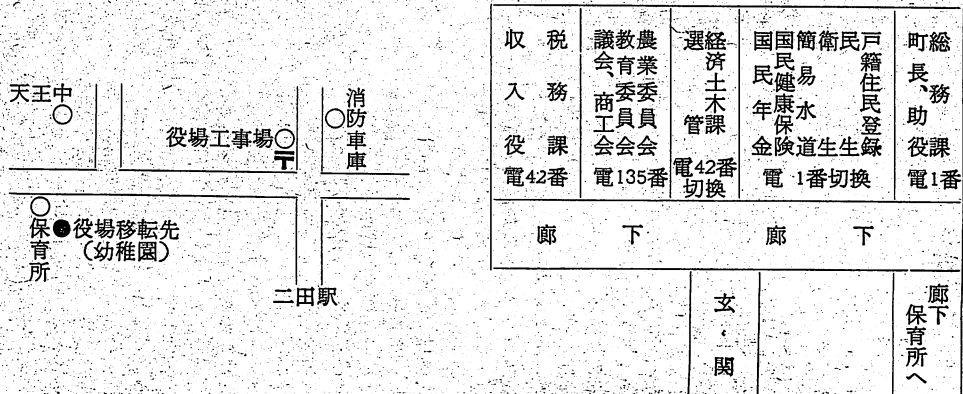 天王中
役場工事場
〒
消防車庫
保育所
役場移転先
(幼稚園)
二田駅
総務課
町長、助役
電1番
戸籍住民登録
民生
衛生
簡易水道
国民健康保険
国民年金
電 1番切換
経済土木課
選管
電42番
切換
農業委員会
教育委員会
議会、商工会
電135番
税務課
収入役
電42番
廊下
廊下
玄関
廊下
保育所へ